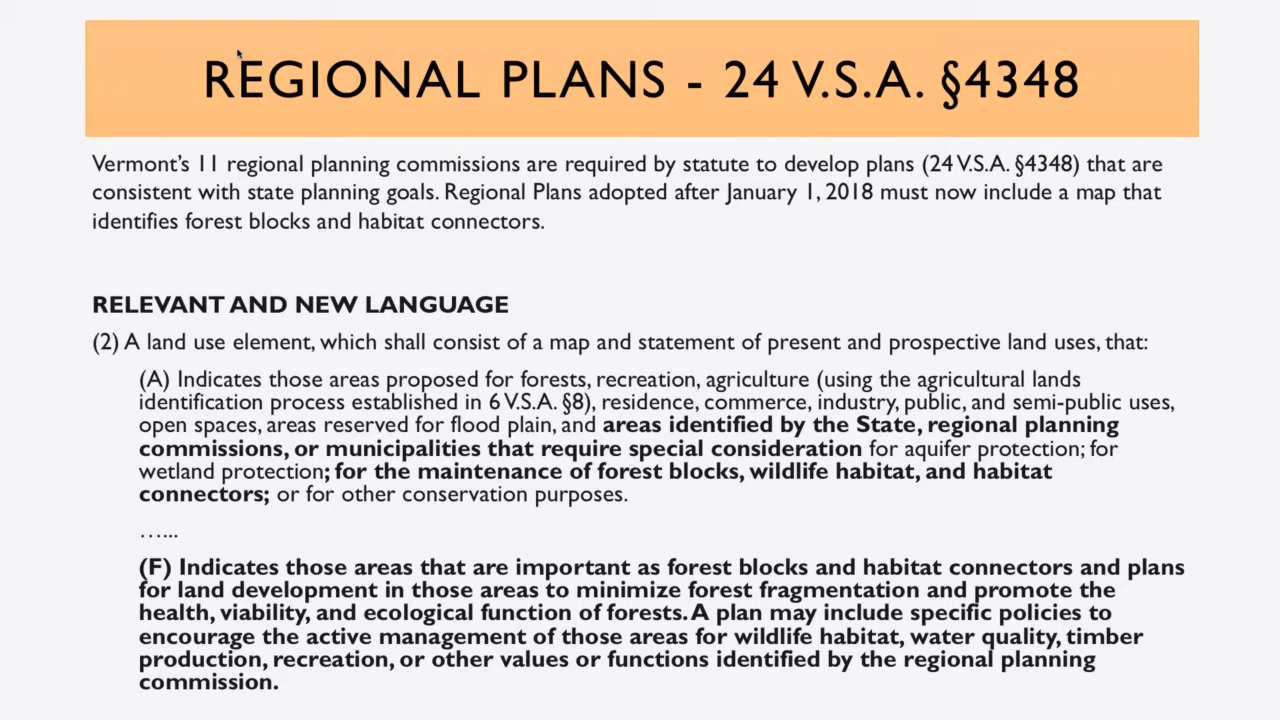 REGIONAL PLANS - 24 V.S.A. §4348
Vermont's 11 regional planning commissions are required by statute to develop plans (24 V.S.A. §4348) that are
consistent with state planning goals. Regional Plans adopted after January 1, 2018 must now include a map that
identifies forest blocks and habitat connectors.
RELEVANT AND NEW LANGUAGE
(2) A land use element, which shall consist of a map and statement of present and prospective land uses, that:
(A) Indicates those areas proposed for forests, recreation, agriculture (using the agricultural lands
identification process established in 6 V.S.A. §8), residence, commerce, industry, public, and semi-public uses,
open spaces, areas reserved for flood plain, and areas identified by the State, regional planning
commissions, or municipalities that require special consideration for aquifer protection; for
wetland protection; for the maintenance of forest blocks, wildlife habitat, and habitat
connectors; or for other conservation purposes.
…...
(F) Indicates those areas that are important as forest blocks and habitat connectors and plans
for land development in those areas to minimize forest fragmentation and promote the
health, viability, and ecological function of forests. A plan may include specific policies to
encourage the active management of those areas for wildlife habitat, water quality, timber
production, recreation, or other values or functions identified by the regional planning
commission.